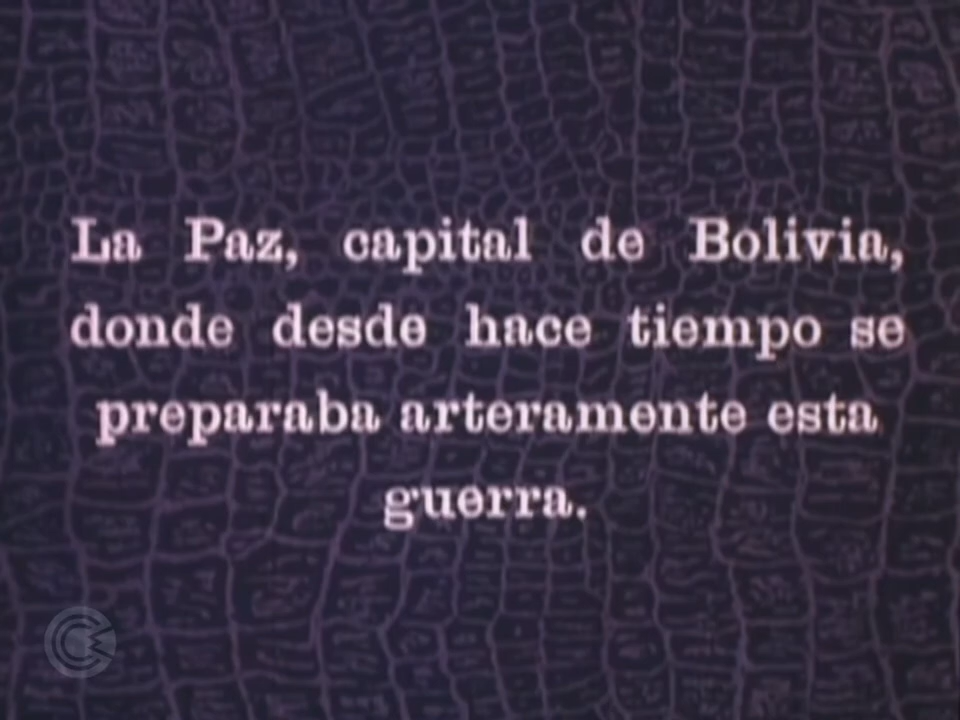 La Paz, capital de Bolivia,
donde desde hace tiempo se
preparaba arteramente esta
guerra.